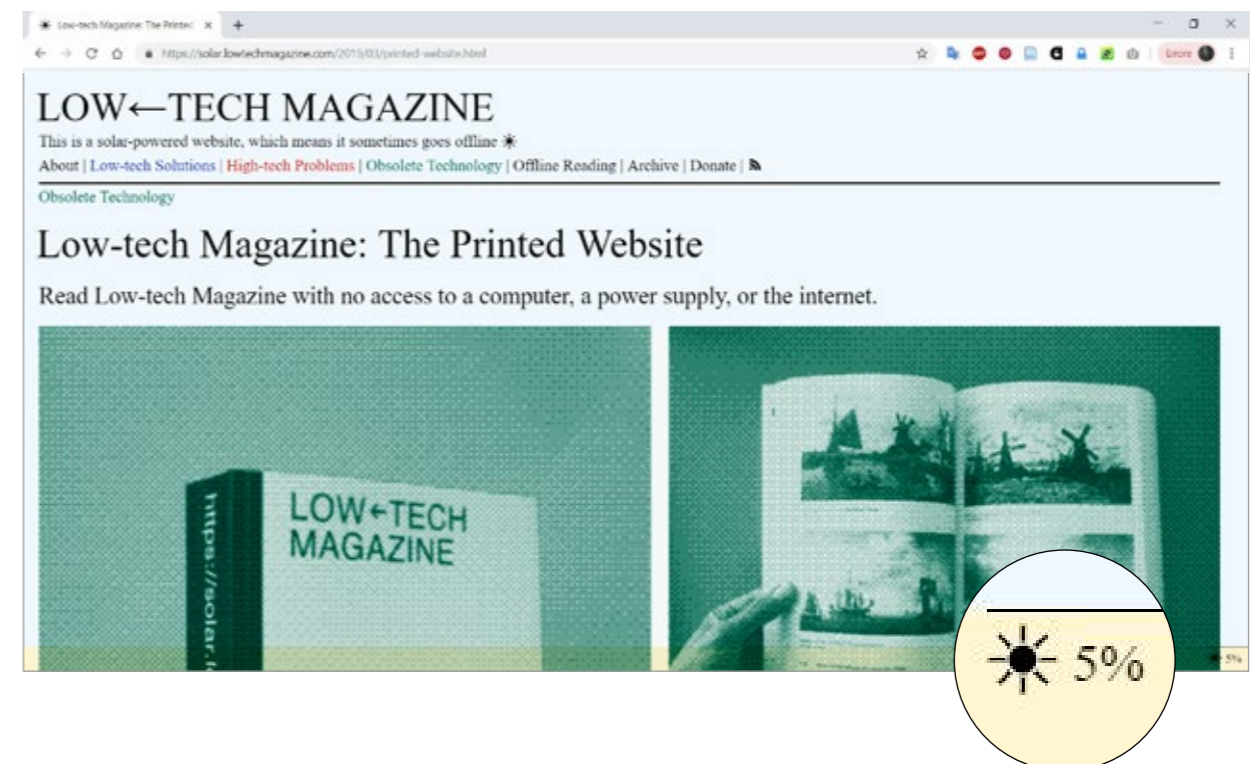 Low-tech Magazine: The Printed
https://solar.lowtechmagazine.com/2019/03/printed-website.html
Errore
LOW←TECH MAGAZINE
This is a solar-powered website, which means it sometimes goes offline ☀
About | Low-tech Solutions | High-tech Problems | Obsolete Technology | Offline Reading | Archive | Donate |
Obsolete Technology
Low-tech Magazine: The Printed Website
Read Low-tech Magazine with no access to a computer, a power supply, or the internet.
https://solar.
LOW←TECH
MAGAZINE
☀ 5%
☀ 5%